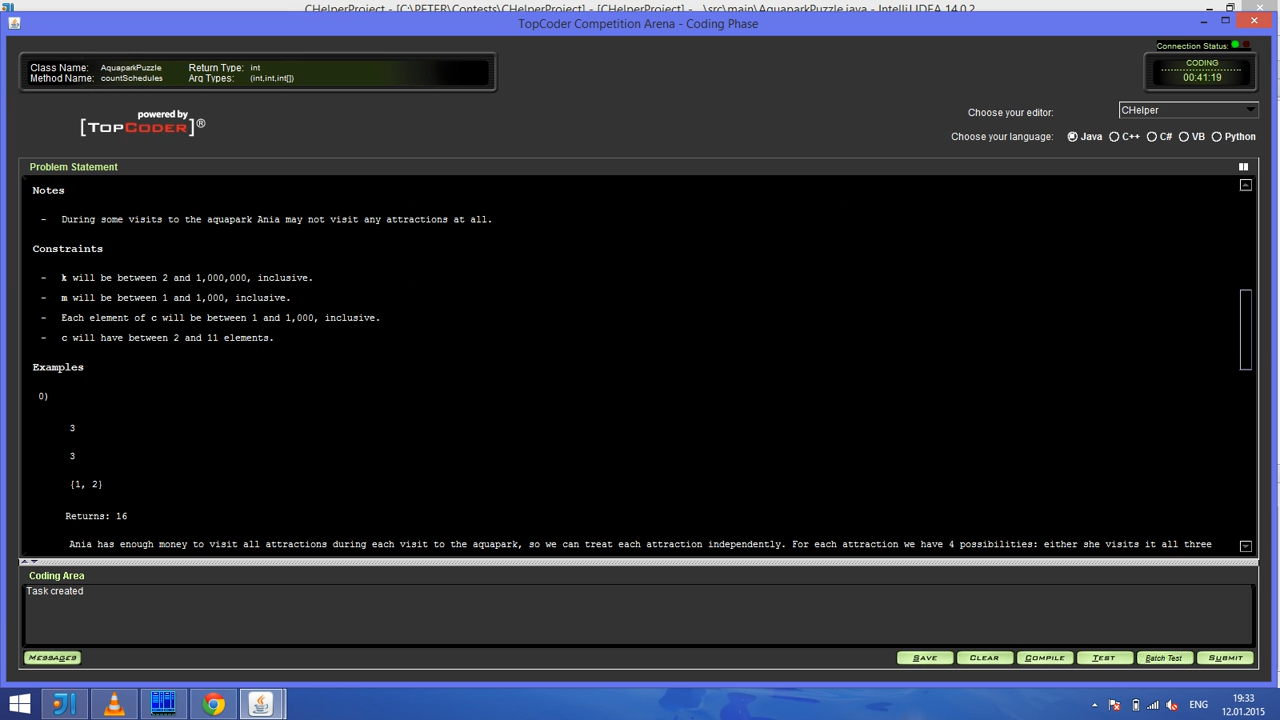 CHelperProject - [C:\PETER\Contests\CHelperProject] - [CHelperProject] - ...\src\main\AquaparkPuzzle.java - IntelliJ IDEA 14.0.2
TopCoder Competition Arena - Coding Phase
Connection Status:
Class Name: AquaparkPuzzle Return Type: int
Method Name: countSchedules Arg Types: (int,int,int[])
CODING
00:41:19
powered by
[TOPCODER]®
Choose your editor: CHelper
Choose your language: Java C++ C# VB Python
Problem Statement
Notes
- During some visits to the aquapark Ania may not visit any attractions at all.
Constraints
- k will be between 2 and 1,000,000, inclusive.
- m will be between 1 and 1,000, inclusive.
- Each element of c will be between 1 and 1,000, inclusive.
- c will have between 2 and 11 elements.
Examples
0)
3
3
{1, 2}
Returns: 16
Ania has enough money to visit all attractions during each visit to the aquapark, so we can treat each attraction independently. For each attraction we have 4 possibilities: either she visits it all three
Coding Area
Task created
MESSAGES SAVE CLEAR COMPILE TEST Batch Test SUBMIT
ENG
19:33
12.01.2015